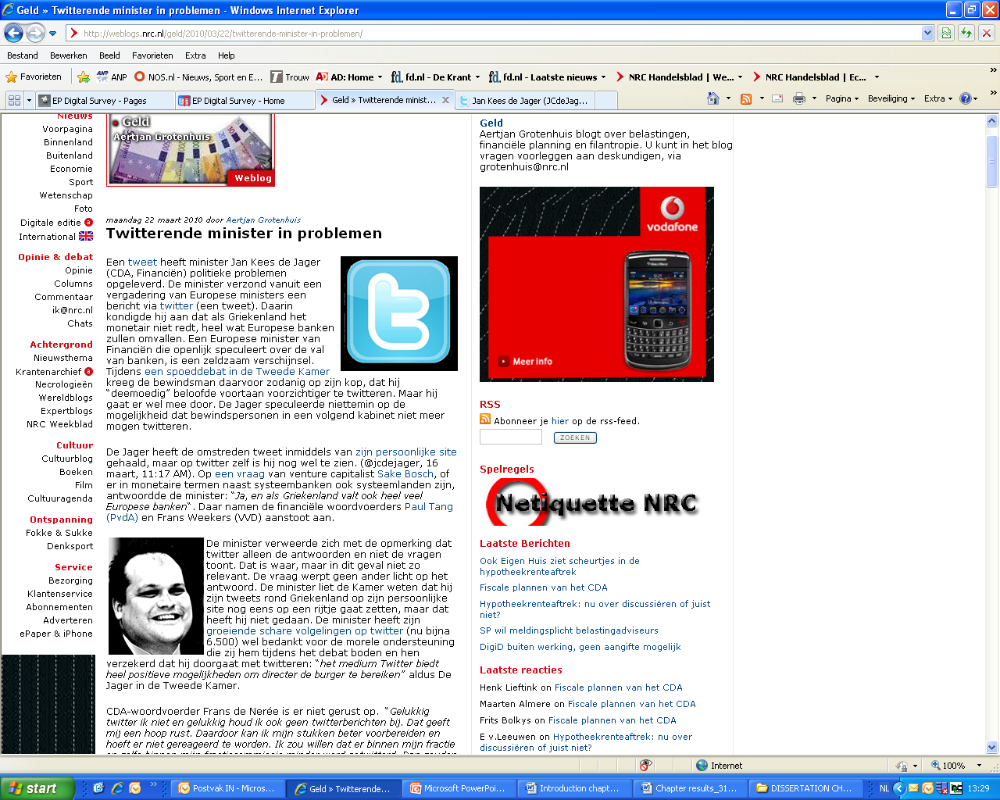 Geld » Twitterende minister in problemen - Windows Internet Explorer
http://weblogs.nrc.nl/geld/2010/03/22/twitterende-minister-in-problemen/
Bestand Bewerken Beeld Favorieten Extra Help
Favorieten ANP NOS.nl - Nieuws, Sport en E... Trouw AD: Home fd.nl - De Krant fd.nl - Laatste nieuws NRC Handelsblad | We... NRC Handelsblad | Ec...
EP Digital Survey - Pages EP Digital Survey - Home Geld » Twitterende minist... Jan Kees de Jager (JCdeJag... Pagina Beveiliging Extra
Nieuws
Voorpagina
Binnenland
Buitenland
Economie
Sport
Wetenschap
Foto
Digitale editie
International
Opinie & debat
Opinie
Columns
Commentaar
ik@nrc.nl
Chats
Achtergrond
Nieuwsthema
Krantenarchief
Necrologieën
Wereldblogs
Expertblogs
NRC Weekblad
Cultuur
Cultuurblog
Boeken
Film
Cultuuragenda
Ontspanning
Fokke & Sukke
Denksport
Service
Bezorging
Klantenservice
Abonnementen
Adverteren
ePaper & iPhone
Geld
Aertjan Grotenhuis
Weblog
maandag 22 maart 2010 door Aertjan Grotenhuis
Twitterende minister in problemen
Een tweet heeft minister Jan Kees de Jager
(CDA, Financiën) politieke problemen
opgeleverd. De minister verzond vanuit een
vergadering van Europese ministers een
bericht via twitter (een tweet). Daarin
kondigde hij aan dat als Griekenland het
monetair niet redt, heel wat Europese banken
zullen omvallen. Een Europese minister van
Financiën die openlijk speculeert over de val
van banken, is een zeldzaam verschijnsel.
Tijdens een spoeddebat in de Tweede Kamer
kreeg de bewindsman daarvoor zodanig op zijn kop, dat hij
“deemoedig” beloofde voortaan voorzichtiger te twitteren. Maar hij
gaat er wel mee door. De Jager speculeerde niettemin op de
mogelijkheid dat bewindspersonen in een volgend kabinet niet meer
mogen twitteren.
De Jager heeft de omstreden tweet inmiddels van zijn persoonlijke site
gehaald, maar op twitter zelf is hij nog wel te zien. (@jcdejager, 16
maart, 11:17 AM). Op een vraag van venture capitalist Sake Bosch, of
er in monetaire termen naast systeembanken ook systeemlanden zijn,
antwoordde de minister: “Ja, en als Griekenland valt ook heel veel
Europese banken“. Daar namen de financiële woordvoerders Paul Tang
(PvdA) en Frans Weekers (VVD) aanstoot aan.
De minister verweerde zich met de opmerking dat
twitter alleen de antwoorden en niet de vragen
toont. Dat is waar, maar in dit geval niet zo
relevant. De vraag werpt geen ander licht op het
antwoord. De minister liet de Kamer weten dat hij
zijn tweets rond Griekenland op zijn persoonlijke
site nog eens op een rijtje gaat zetten, maar dat
heeft hij niet gedaan. De minister heeft zijn
groeiende schare volgelingen op twitter (nu bijna
6.500) wel bedankt voor de morele ondersteuning
die zij hem tijdens het debat boden en hen
verzekerd dat hij doorgaat met twitteren: “het medium Twitter biedt
heel positieve mogelijkheden om directer de burger te bereiken” aldus De
Jager in de Tweede Kamer.
CDA-woordvoerder Frans de Nerée is er niet gerust op. “Gelukkig
twitter ik niet en gelukkig houd ik ook geen twitterberichten bij. Dat geeft
mij een hoop rust. Daardoor kan ik mijn stukken beter voorbereiden en
hoeft er niet gereageerd te worden. Ik zou willen dat er binnen mijn fractie
Geld
Aertjan Grotenhuis blogt over belastingen,
financiële planning en filantropie. U kunt in het blog
vragen voorleggen aan deskundigen, via
grotenhuis@nrc.nl
vodafone
BlackBerry
Meer info
RSS
Abonneer je hier op de rss-feed.
ZOEKEN
Spelregels
Netiquette NRC
Laatste Berichten
Ook Eigen Huis ziet scheurtjes in de
hypotheekrenteaftrek
Fiscale plannen van het CDA
Hypotheekrenteaftrek: nu over discussiëren of juist
niet?
SP wil meldingsplicht belastingadviseurs
DigiD buiten werking, geen aangifte mogelijk
Laatste reacties
Henk Lieftink on Fiscale plannen van het CDA
Maarten Almere on Fiscale plannen van het CDA
Frits Bolkys on Fiscale plannen van het CDA
E v.Leeuwen on Hypotheekrenteaftrek: nu over
discussiëren of juist niet?
Internet 100%
start Postvak IN - Micros... Geld » Twitterende... Microsoft PowerPoi... Introduction chapt... Chapter results_31... DISSERTATION CH... NL 13:29